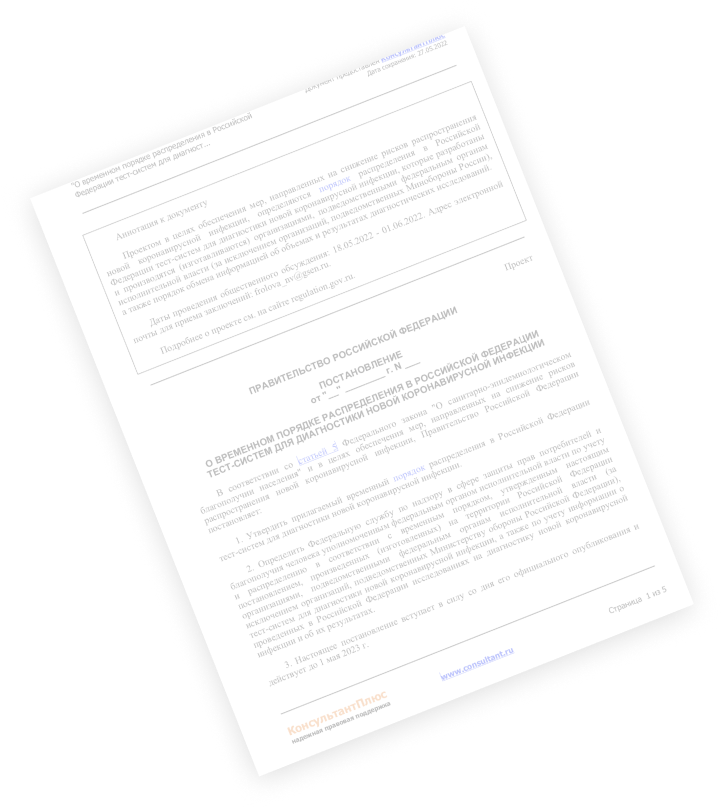 Документ предоставлен КонсультантПлюс
Дата сохранения: 27.05.2022
"О временном порядке распределения в Российской
Федерации тест-систем для диагност...
Аннотация к документу
Проектом в целях обеспечения мер, направленных на снижение рисков распространения
новой коронавирусной инфекции, определяются порядок распределения в Российской
Федерации тест-систем для диагностики новой коронавирусной инфекции, которые разработаны
и производятся (изготавливаются) организациями, подведомственными федеральным органам
исполнительной власти (за исключением организаций, подведомственных Минобороны России),
а также порядок обмена информацией об объемах и результатах диагностических исследований.
Даты проведения общественного обсуждения: 18.05.2022 - 01.06.2022. Адрес электронной
почты для приема заключений: frolova_nv@gsen.ru.
Подробнее о проекте см. на сайте regulation.gov.ru.
Проект
ПРАВИТЕЛЬСТВО РОССИЙСКОЙ ФЕДЕРАЦИИ
ПОСТАНОВЛЕНИЕ
от "__" ________ г. N ___
О ВРЕМЕННОМ ПОРЯДКЕ РАСПРЕДЕЛЕНИЯ В РОССИЙСКОЙ ФЕДЕРАЦИИ
ТЕСТ-СИСТЕМ ДЛЯ ДИАГНОСТИКИ НОВОЙ КОРОНАВИРУСНОЙ ИНФЕКЦИИ
В соответствии со статьей 5 Федерального закона "О санитарно-эпидемиологическом
благополучии населения" и в целях обеспечения мер, направленных на снижение рисков
распространения новой коронавирусной инфекции, Правительство Российской Федерации
постановляет:
1. Утвердить прилагаемый временный порядок распределения в Российской Федерации
тест-систем для диагностики новой коронавирусной инфекции.
2. Определить Федеральную службу по надзору в сфере защиты прав потребителей и
благополучия человека уполномоченным федеральным органом исполнительной власти по учету
и распределению в соответствии с временным порядком, утвержденным настоящим
постановлением, произведенных (изготовленных) на территории Российской Федерации
организациями, подведомственными федеральным органам исполнительной власти (за
исключением организаций, подведомственных Министерству обороны Российской Федерации),
тест-систем для диагностики новой коронавирусной инфекции, а также по учету информации о
проведенных в Российской Федерации исследованиях на диагностику новой коронавирусной
инфекции и об их результатах.
3. Настоящее постановление вступает в силу со дня его официального опубликования и
действует до 1 мая 2023 г.
КонсультантПлюс
надежная правовая поддержка
www.consultant.ru
Страница 1 из 5